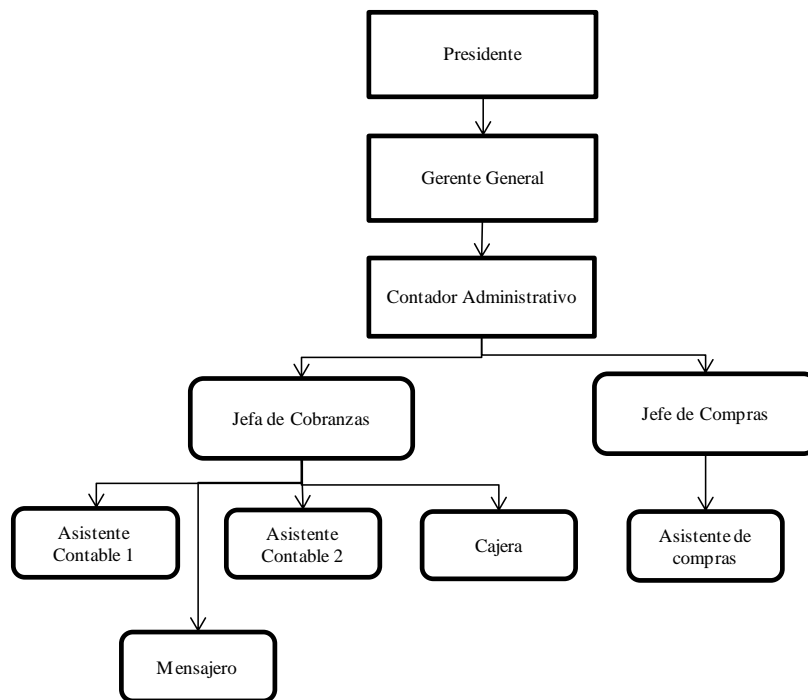 Presidente
Gerente General
Contador Administrativo
Jefa de Cobranzas
Jefe de Compras
Asistente
Contable 1
Asistente
Contable 2
Cajera
Asistente de
compras
Mensajero